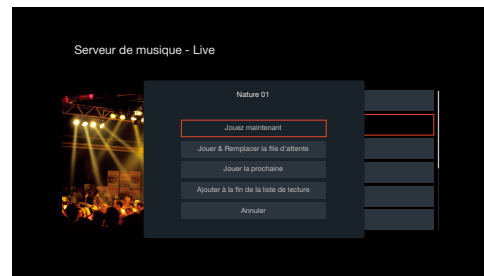 Serveur de musique - Live
Nature 01
Jouez maintenant
Jouer & Remplacer la file d'attente
Jouer la prochaine
Ajouter à la fin de la liste de lecture
Annuler